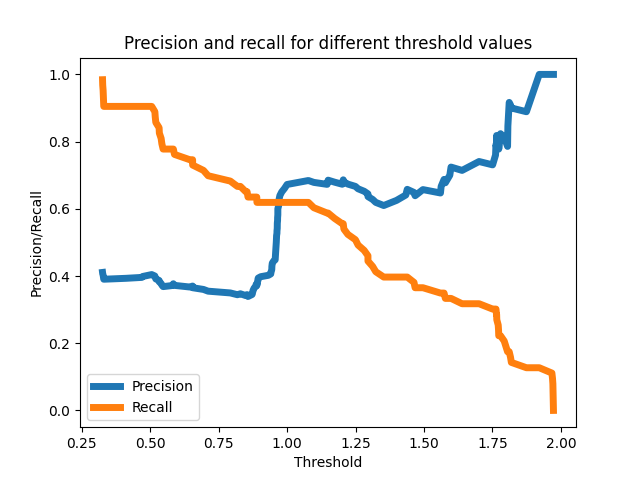 Precision and recall for different threshold values
Precision/Recall
1.0
0.8
0.6
0.4
0.2
0.0
Precision
Recall
0.25 0.50 0.75 1.00 1.25 1.50 1.75 2.00
Threshold